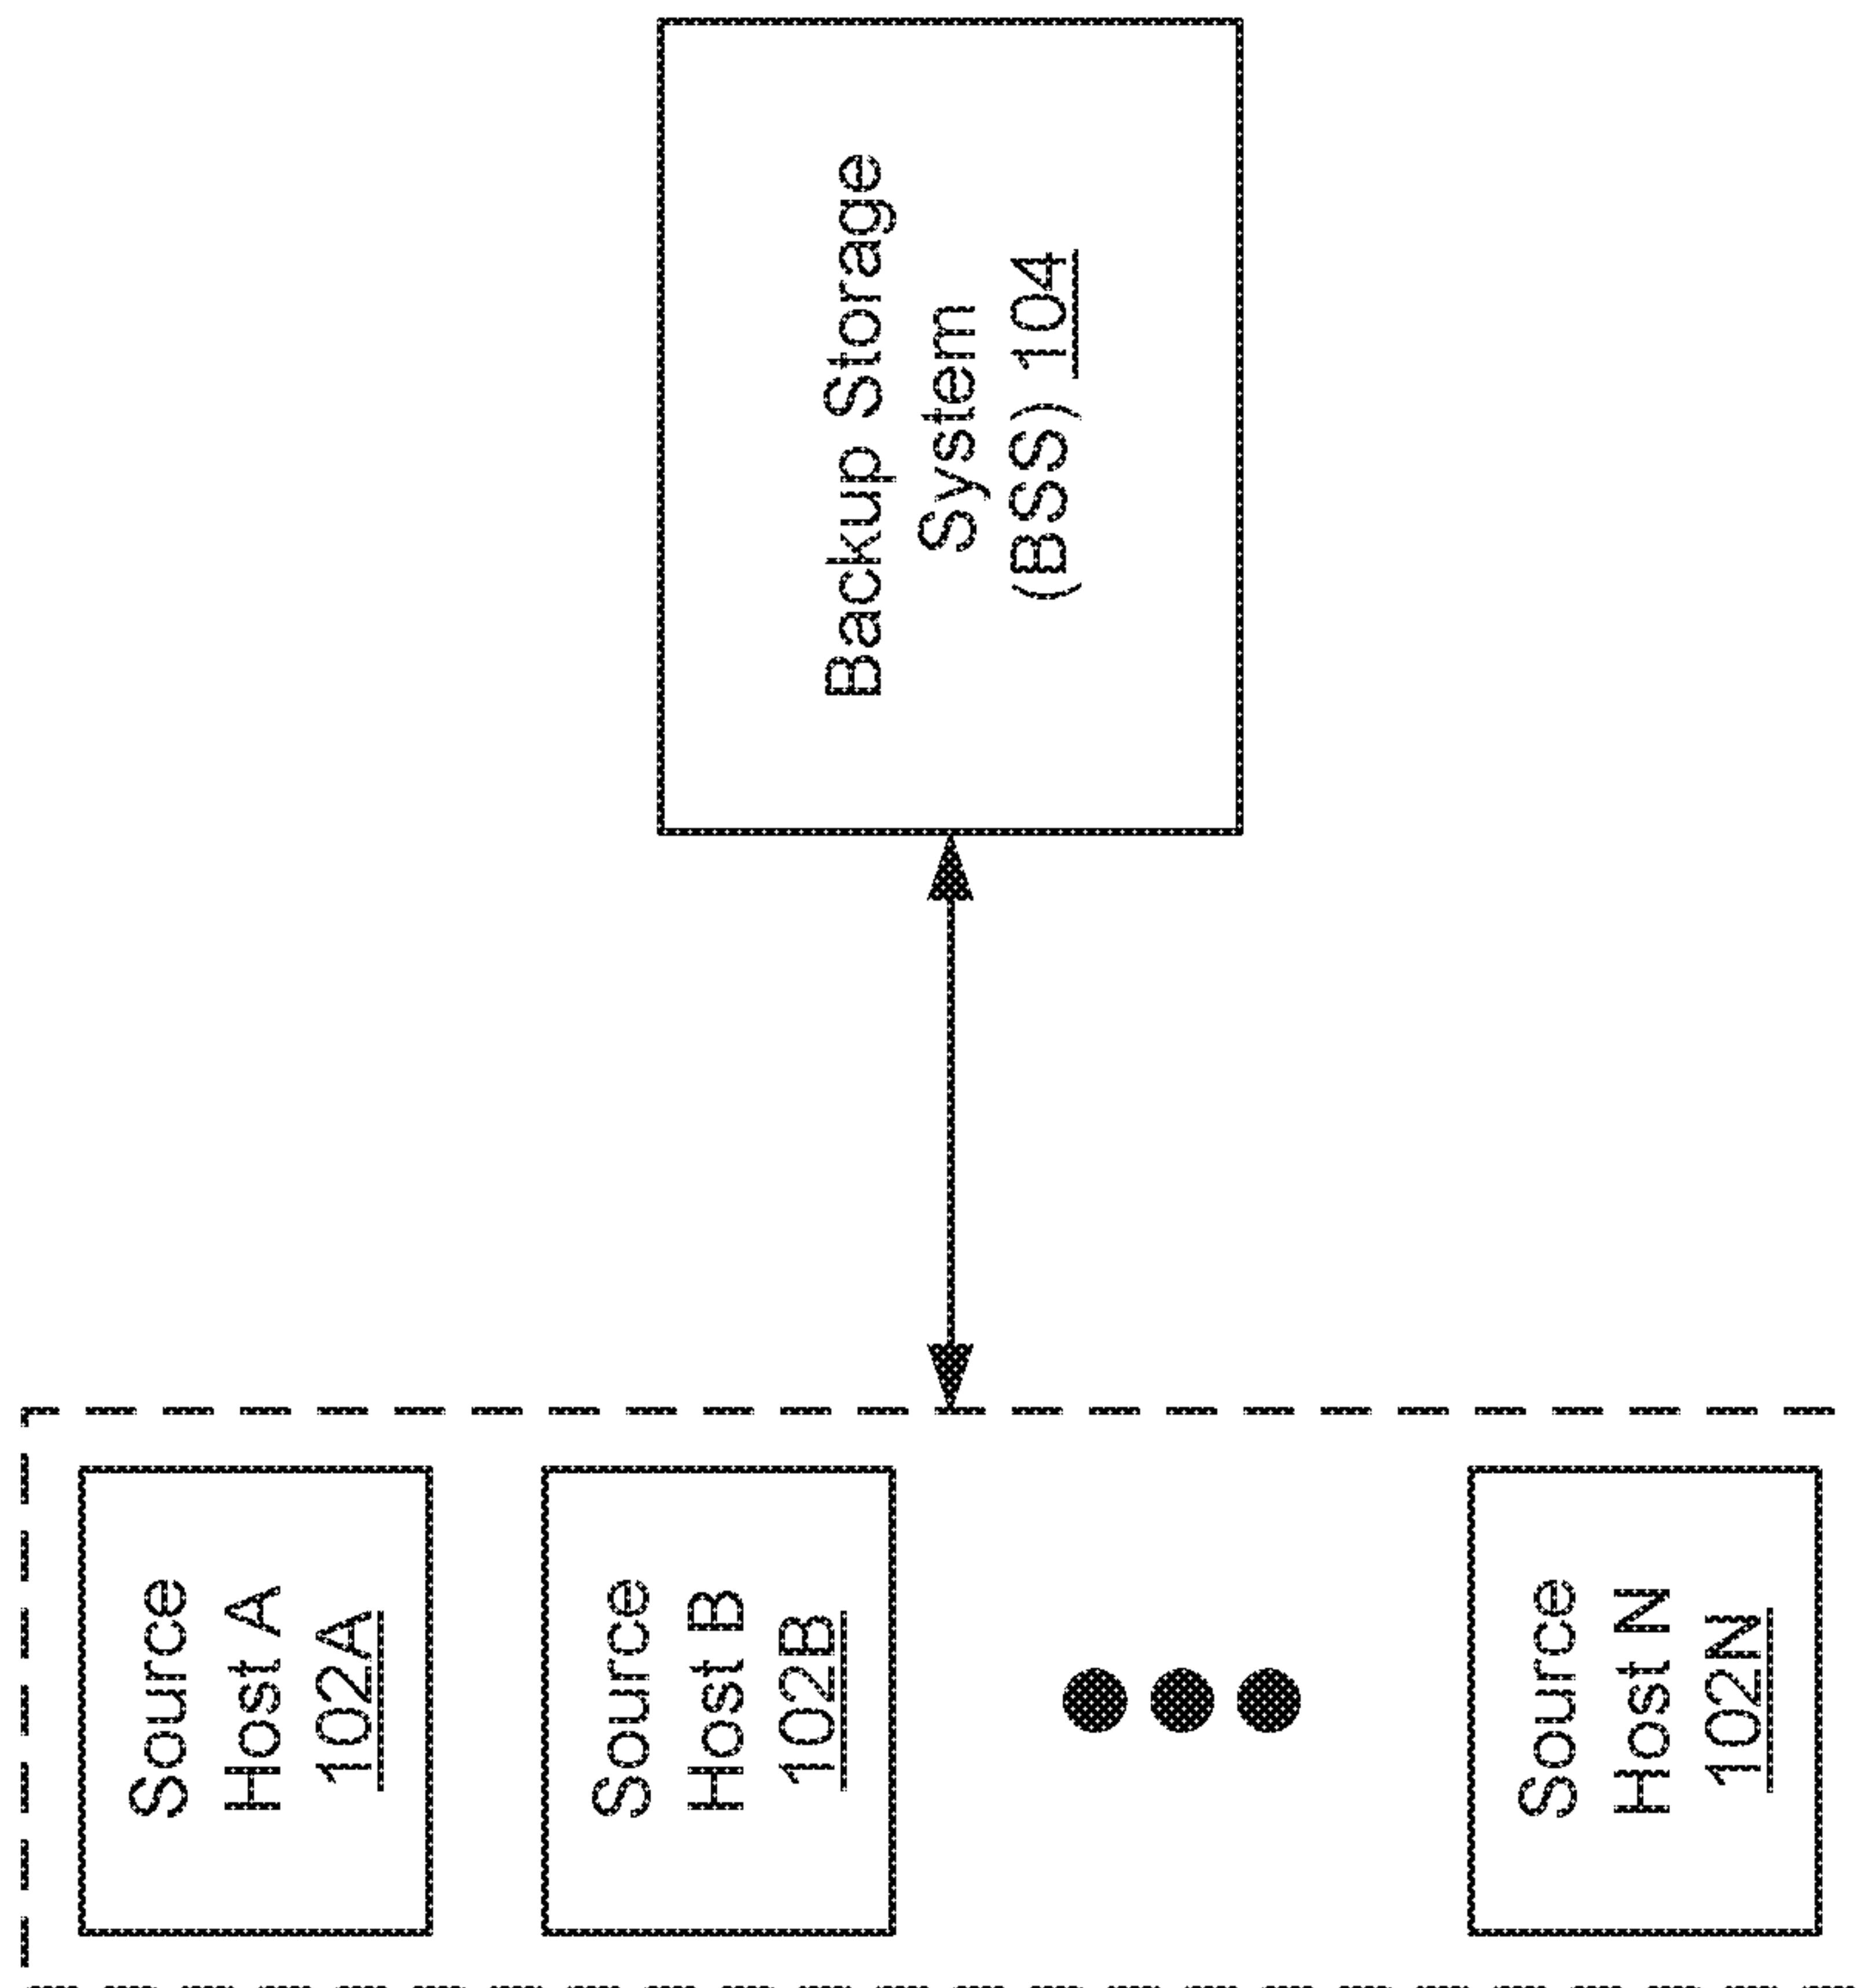 Source
Host A
102A
Source
Host B
102B
Source
Host N
102N
Backup Storage
System
(BSS) 104